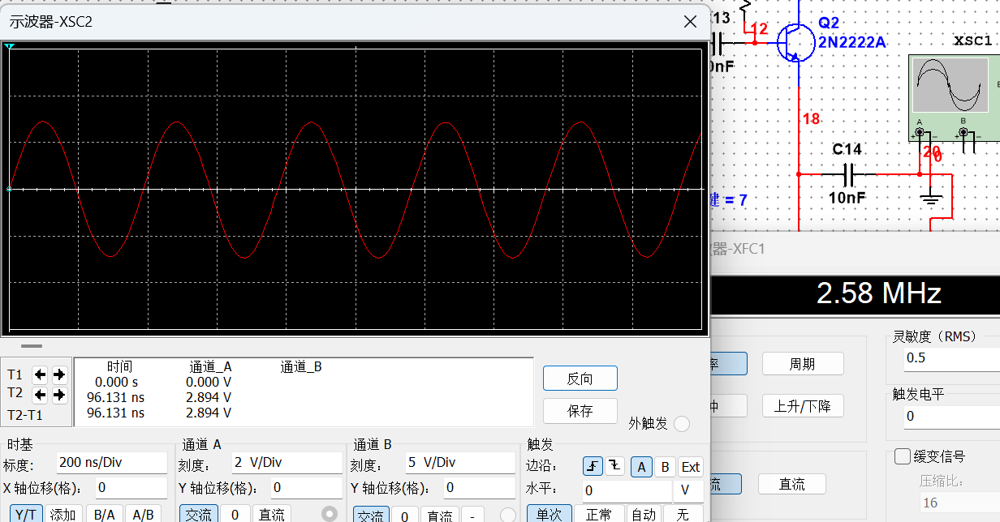 示波器-XSC2
时间 通道_A 通道_B
T1 0.000 s 0.000 V
T2 96.131 ns 2.894 V
T2-T1 96.131 ns 2.894 V
反向
保存
外触发
时基
标度： 200 ns/Div
X 轴位移(格)： 0
Y/T 添加 B/A A/B
通道 A
刻度： 2 V/Div
Y 轴位移(格)： 0
交流 0 直流
通道 B
刻度： 5 V/Div
Y 轴位移(格)： 0
交流 0 直流 -
触发
边沿： A B Ext
水平： 0 V
单次 正常 自动 无
13
12
0nF
Q2
2N2222A
XSC1
A B
+ - + -
18
20
0
C14
10nF
键 = 7
器-XFC1
2.58 MHz
率 周期
冲 上升/下降
流 直流
灵敏度（RMS）
0.5
触发电平
0
缓变信号
压缩比：
16